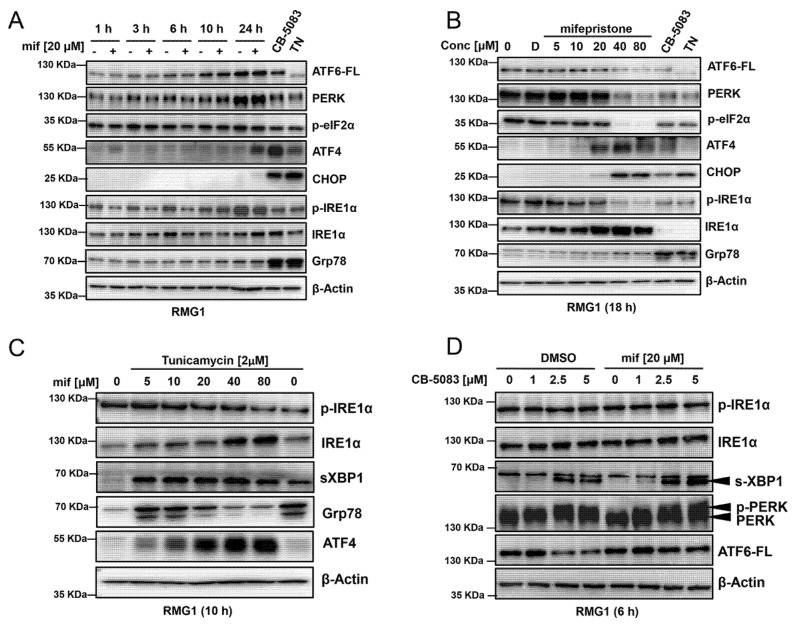 A
1 h 3 h 6 h 10 h 24 h CB-5083 TN
mif [20 µM] - + - + - + - + - +
130 KDa ATF6-FL
130 KDa PERK
35 KDa p-eIF2α
55 KDa ATF4
25 KDa CHOP
130 KDa p-IRE1α
130 KDa IRE1α
70 KDa Grp78
35 KDa β-Actin
RMG1
B
mifepristone CB-5083 TN
Conc [µM] 0 D 5 10 20 40 80
130 KDa ATF6-FL
130 KDa PERK
35 KDa p-eIF2α
55 KDa ATF4
25 KDa CHOP
130 KDa p-IRE1α
130 KDa IRE1α
70 KDa Grp78
35 KDa β-Actin
RMG1 (18 h)
C
Tunicamycin [2µM]
mif [µM] 0 5 10 20 40 80 0
130 KDa p-IRE1α
130 KDa IRE1α
70 KDa sXBP1
70 KDa Grp78
55 KDa ATF4
35 KDa β-Actin
RMG1 (10 h)
D
DMSO mif [20 µM]
CB-5083 [µM] 0 1 2.5 5 0 1 2.5 5
130 KDa p-IRE1α
130 KDa IRE1α
70 KDa s-XBP1
p-PERK
130 KDa PERK
130 KDa ATF6-FL
35 KDa β-Actin
RMG1 (6 h)